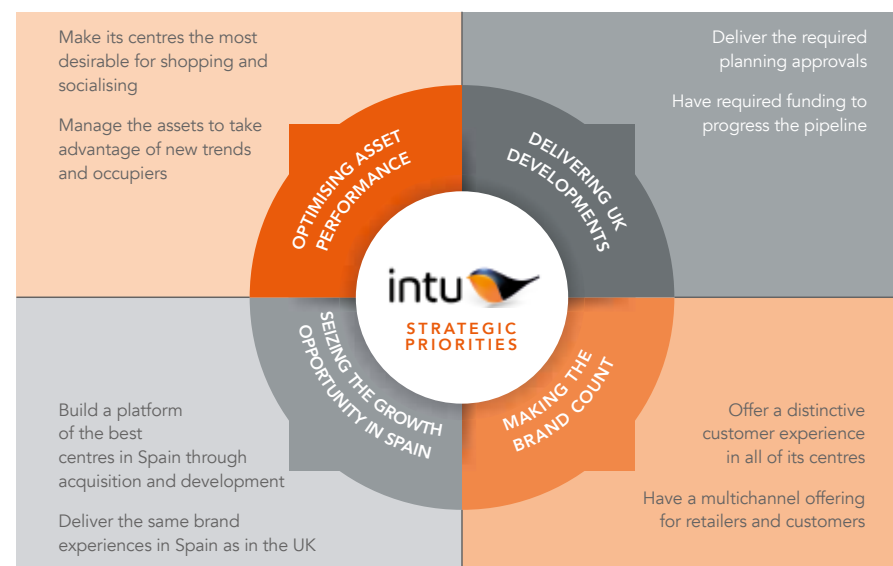 Make its centres the most
desirable for shopping and
socialising
Manage the assets to take
advantage of new trends
and occupiers
Deliver the required
planning approvals
Have required funding to
progress the pipeline
OPTIMISING ASSET
PERFORMANCE
DELIVERING UK
DEVELOPMENTS
intu
STRATEGIC
PRIORITIES
SEIZING THE GROWTH
OPPORTUNITY IN SPAIN
MAKING THE
BRAND COUNT
Build a platform
of the best
centres in Spain through
acquisition and development
Deliver the same brand
experiences in Spain as in the UK
Offer a distinctive
customer experience
in all of its centres
Have a multichannel offering
for retailers and customers